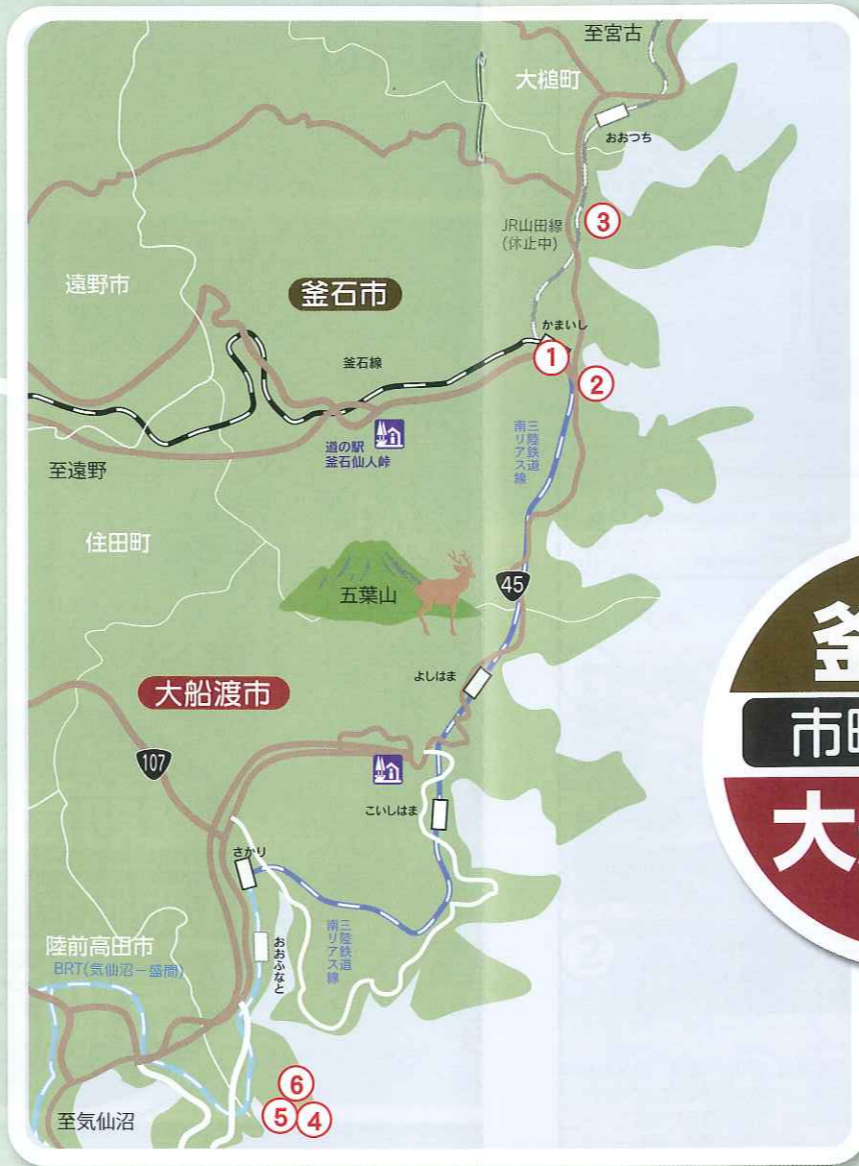 至宮古
大槌町
おおつち
③
JR山田線
(休止中)
遠野市
釜石市
かまいし
釜石線
①
②
道の駅
釜石仙人峠
三陸鉄道
南リアス線
至遠野
住田町
五葉山
45
よしはま
大船渡市
107
こいしはま
さかり
三陸鉄道
南リアス線
おおふなと
陸前高田市
BRT(気仙沼ー盛間)
⑥
⑤
④
至気仙沼
釜
市
大